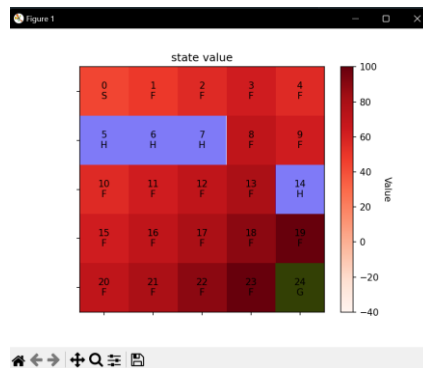 Figure 1
state value
0 1 2 3 4
S F F F F
5 6 7 8 9
H H H F F
10 11 12 13 14
F F F F H
15 16 17 18 19
F F F F F
20 21 22 23 24
F F F F G
100
80
60
40
20
0
−20
−40
Value